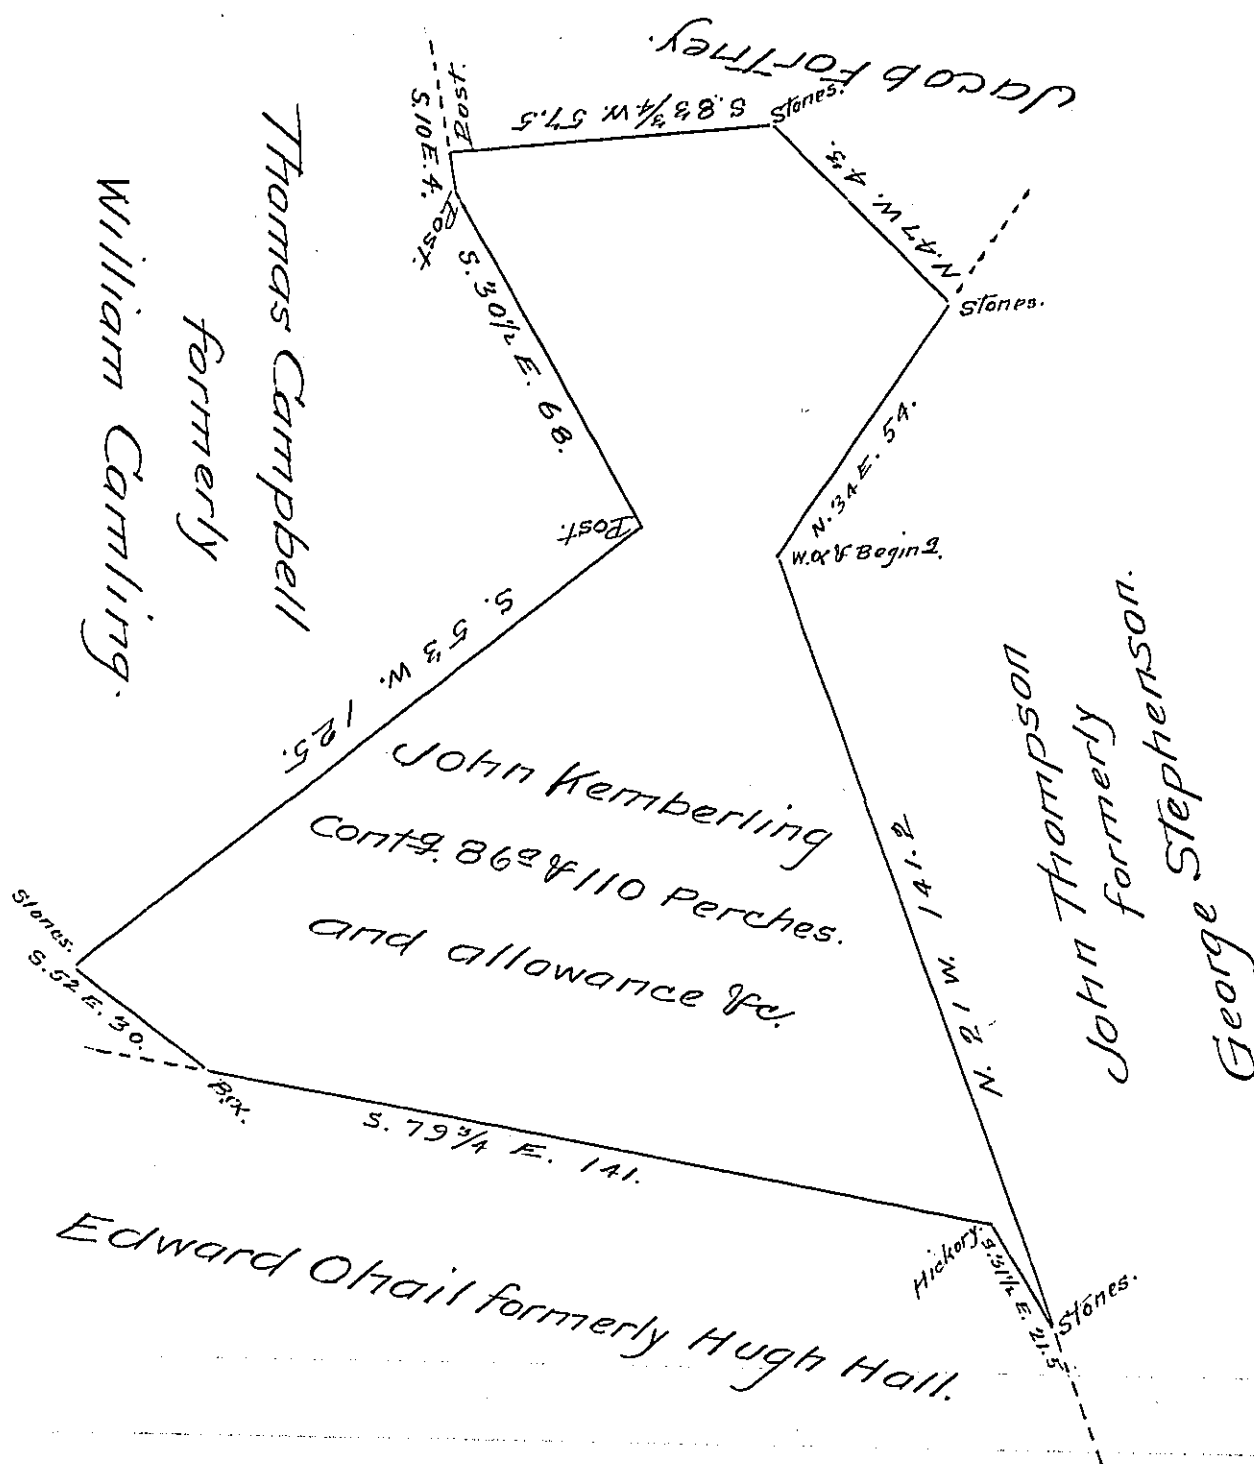 Jacob Fortney.
Stones.
S. 83 3/4 W. 57.5
Post.
S. 10 E. 4.
Post.
N. 47 W. 43.
Stones.
S. 30 1/2 E. 68.
N. 34 E. 54.
Post.
W.O. & Begin g.
Thomas Campbell
formerly
William Camling.
S. 53 W. 125.
John Kemberling
Cont g. 86 a & 110 Perches.
and allowance &c.
N. 21 W. 141.2
John Thompson
formerly
George Stephenson.
Stones.
S. 52 E. 30.
S. 79 3/4 E. 141.
Hickory.
S. 31 1/2 E. 21.5
Stones.
Edward Ohail formerly Hugh Hall.